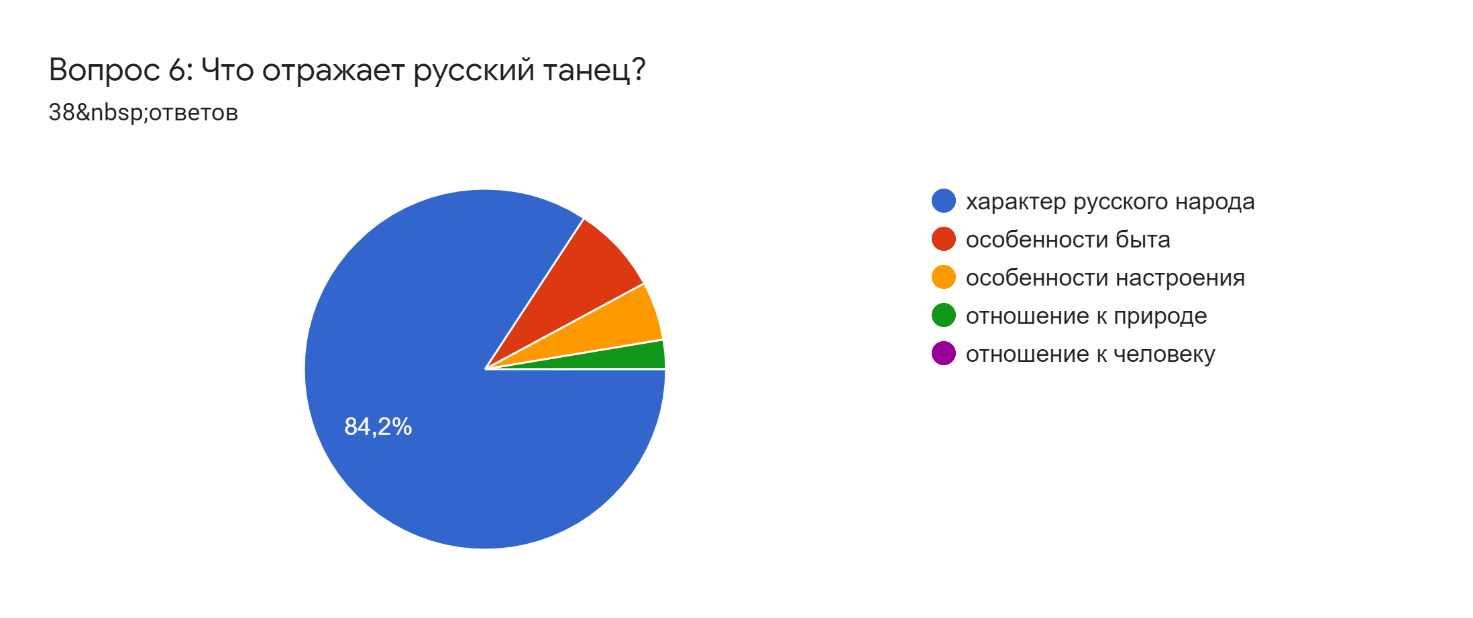 Вопрос 6: Что отражает русский танец?
38&nbsp;ответов
84,2%
характер русского народа
особенности быта
особенности настроения
отношение к природе
отношение к человеку